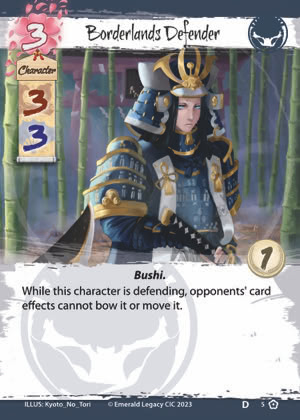 3
Borderlands Defender
Character
3
3
1
Bushi.
While this character is defending, opponents' card
effects cannot bow it or move it.
ILLUS: Kyoto_No_Tori
© Emerald Legacy CIC 2023
D
5